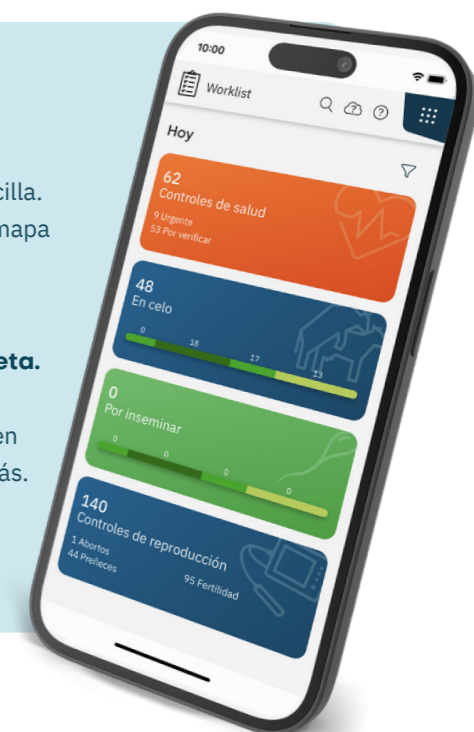 cilla.
mapa
eta.
en
ás.
10:00
Worklist
Hoy
62
Controles de salud
9 Urgente
53 Por verificar
48
En celo
0 18 17 13
0
Por inseminar
0 0 0 0
140
Controles de reproducción
1 Abortos
44 Preñeces 95 Fertilidad